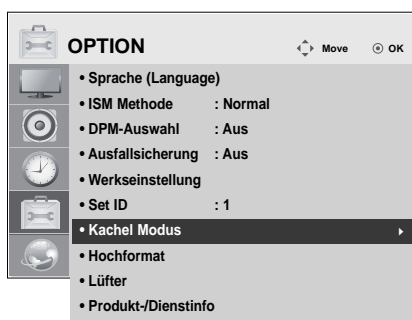 OPTION Move OK
• Sprache (Language)
• ISM Methode : Normal
• DPM-Auswahl : Aus
• Ausfallsicherung : Aus
• Werkseinstellung
• Set ID : 1
• Kachel Modus
• Hochformat
• Lüfter
• Produkt-/Dienstinfo